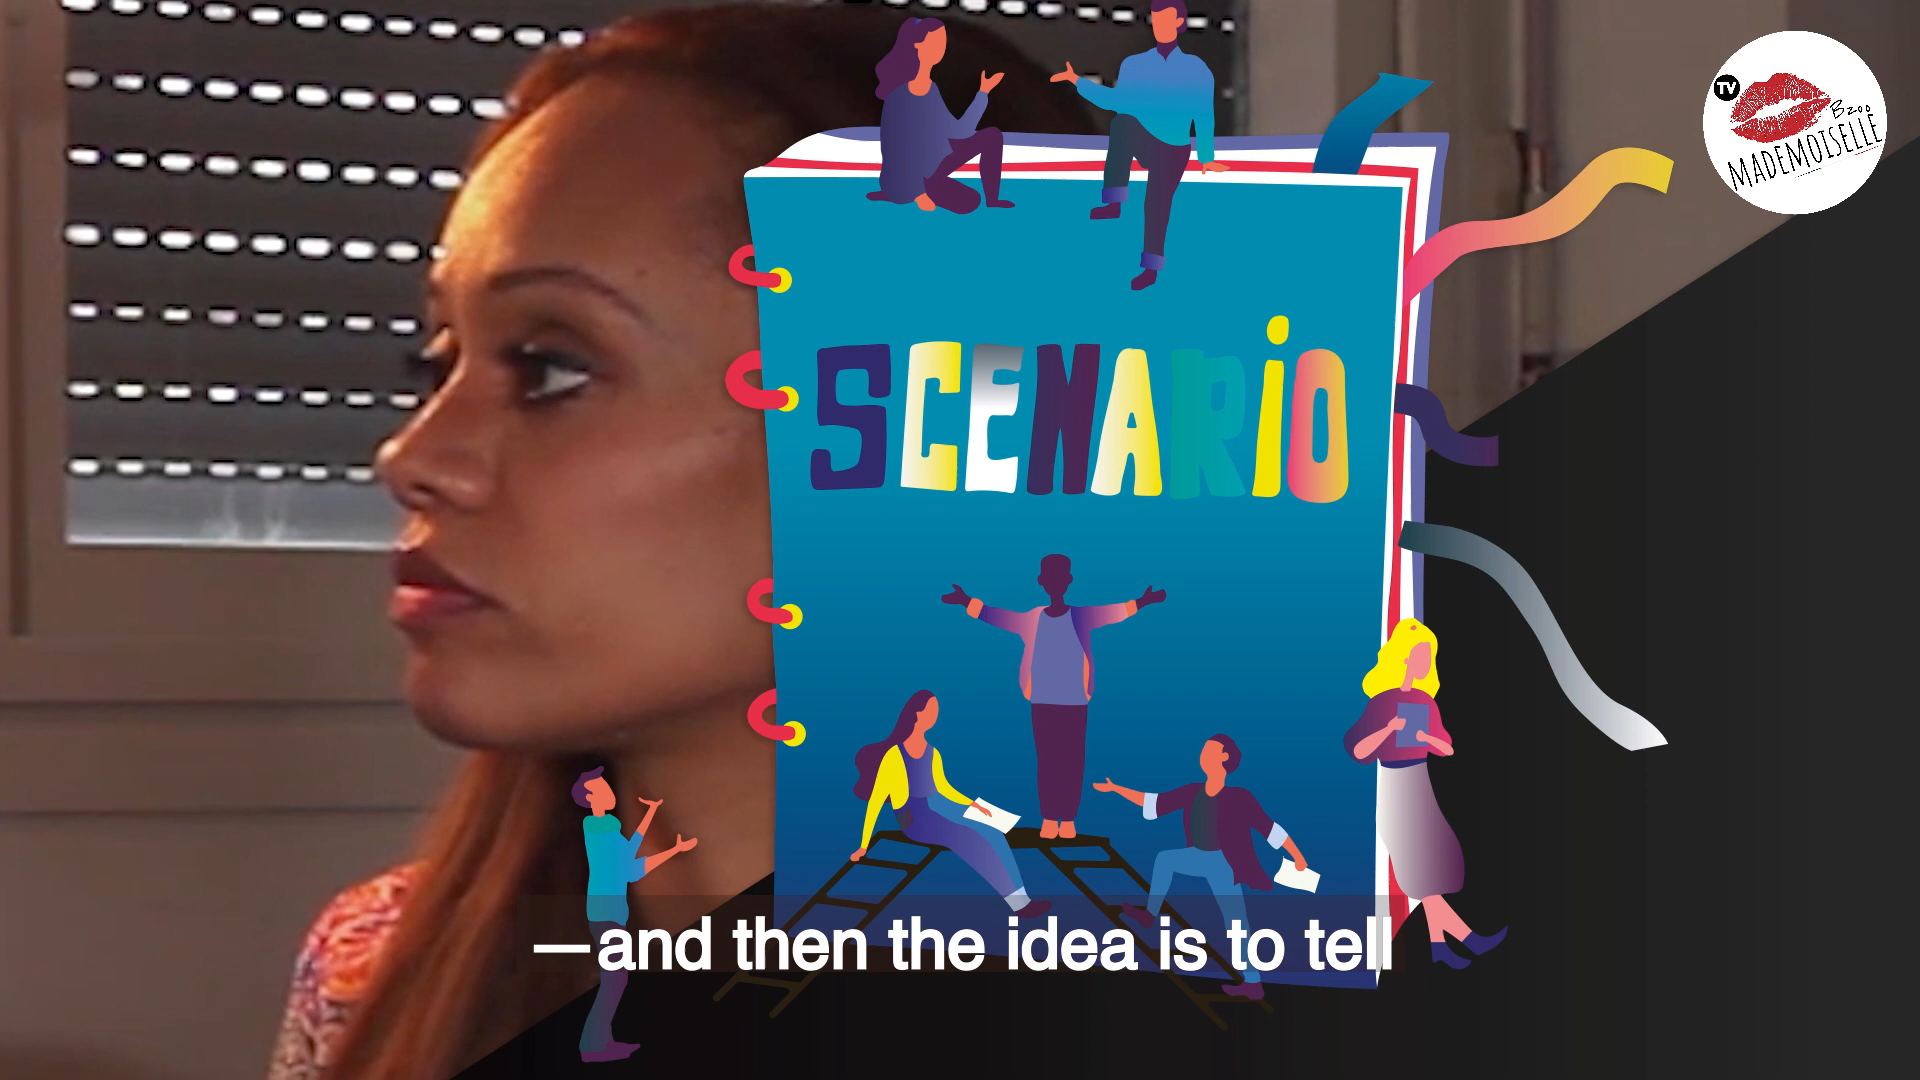 TV
Bzoo
MADEMOISELLE
SCENARIO
—and then the idea is to tell